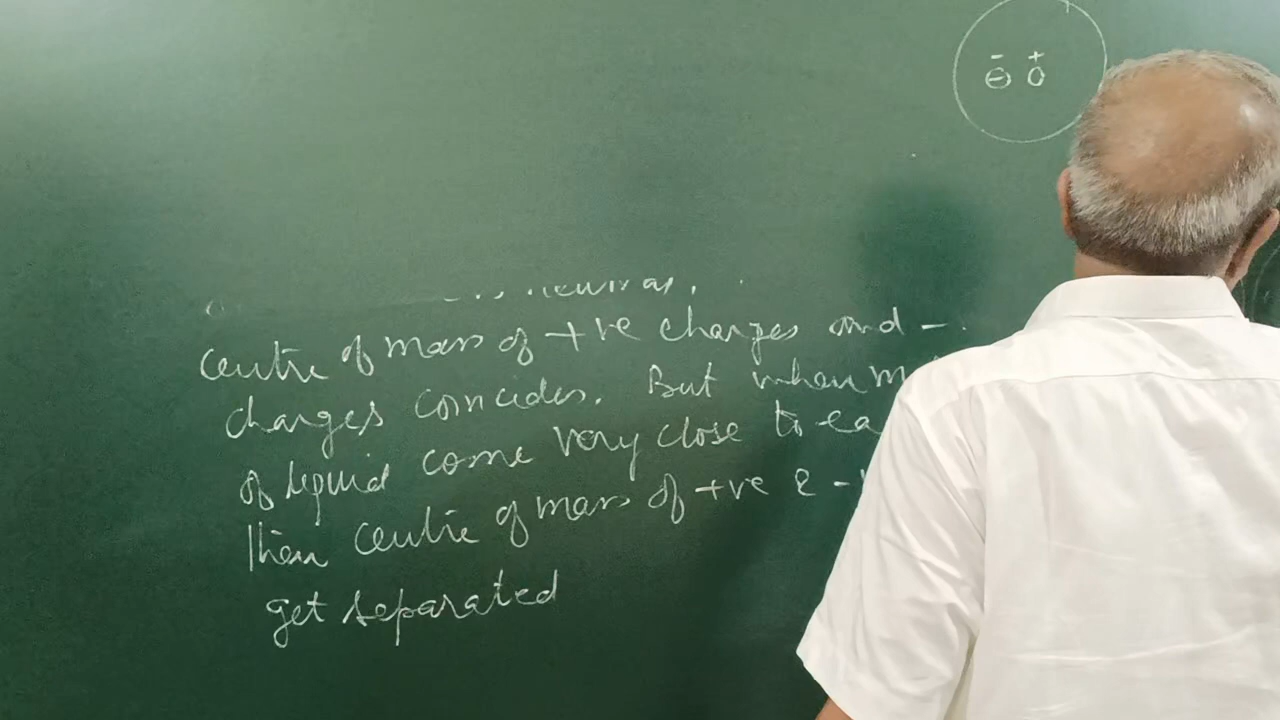 - +
⊖ 0
Centre of mass of +ve charges and -
charges coincides. But when m
of liquid come very close to ea
then centre of mass of +ve & -
get separated